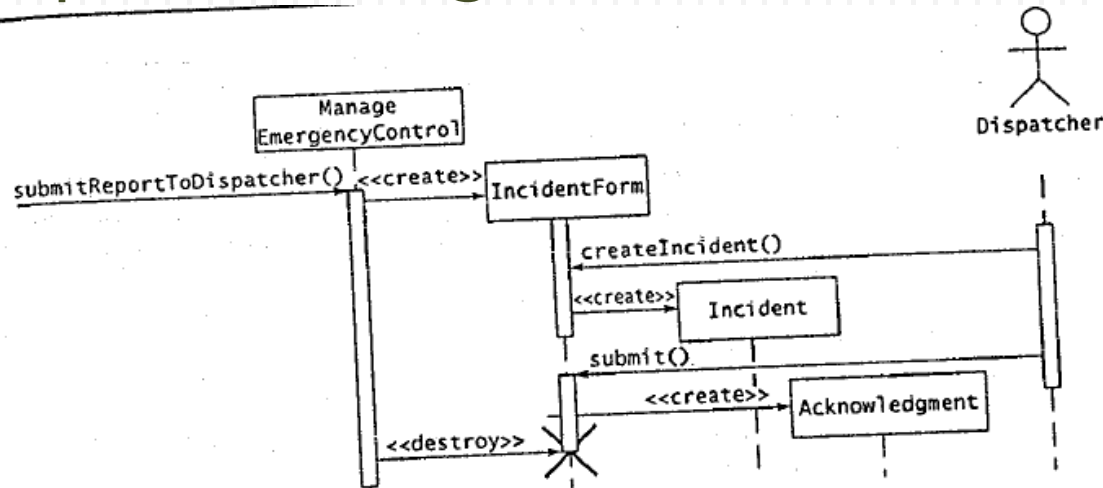 Manage
EmergencyControl
Dispatcher
submitReportToDispatcher()
<<create>>
IncidentForm
createIncident()
<<create>>
Incident
submit()
<<create>>
Acknowledgment
<<destroy>>